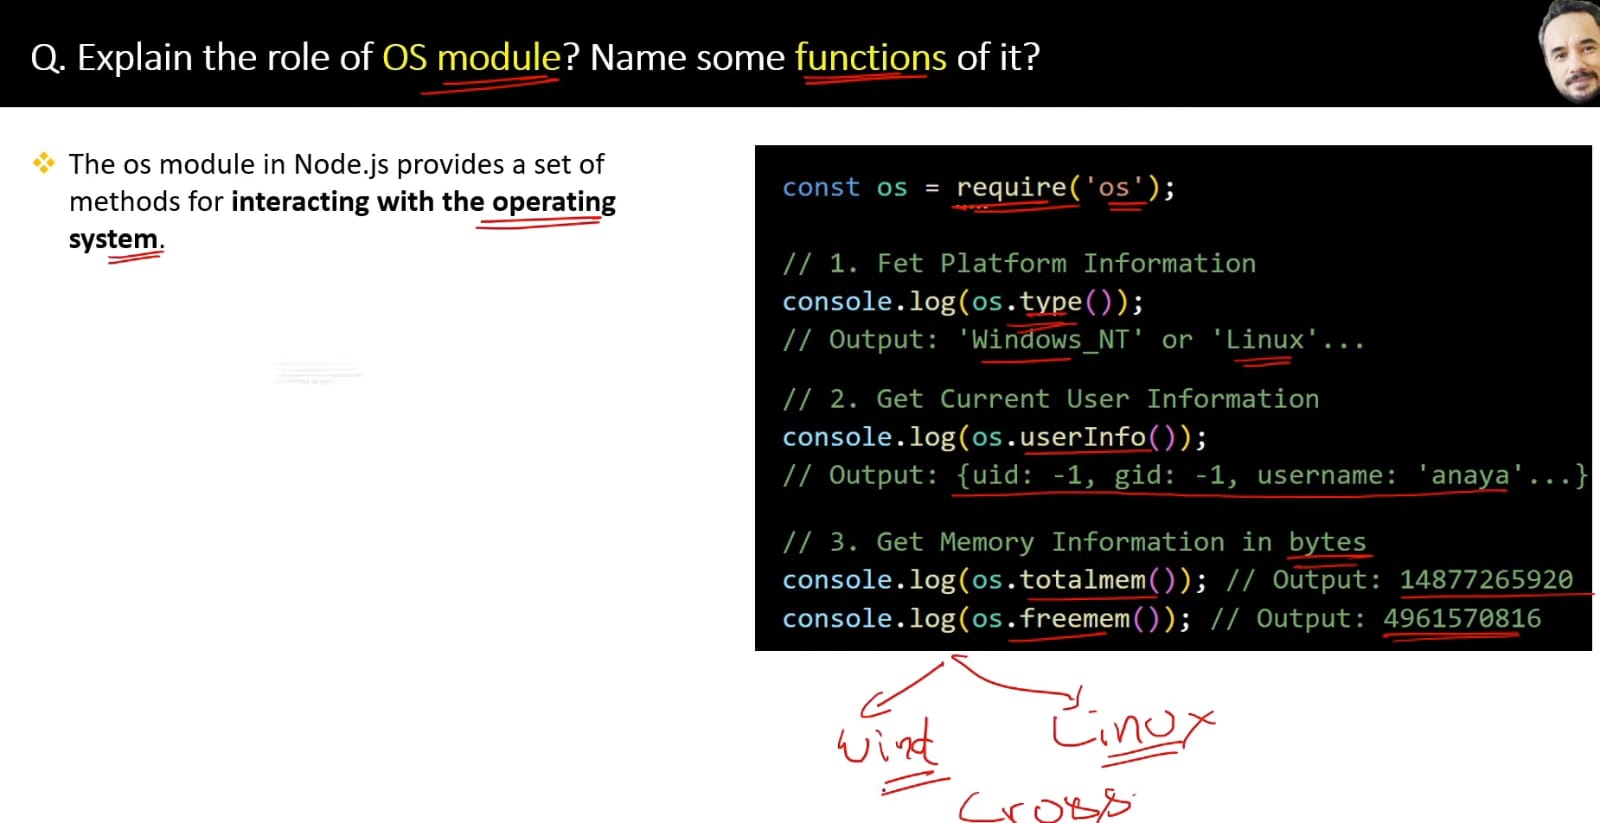 Q. Explain the role of OS module? Name some functions of it?
The os module in Node.js provides a set of
methods for interacting with the operating
system.
const os = require('os');
// 1. Fet Platform Information
console.log(os.type());
// Output: 'Windows_NT' or 'Linux'...
// 2. Get Current User Information
console.log(os.userInfo());
// Output: {uid: -1, gid: -1, username: 'anaya'...}
// 3. Get Memory Information in bytes
console.log(os.totalmem()); // Output: 14877265920
console.log(os.freemem()); // Output: 4961570816
Wind Linux
Cross